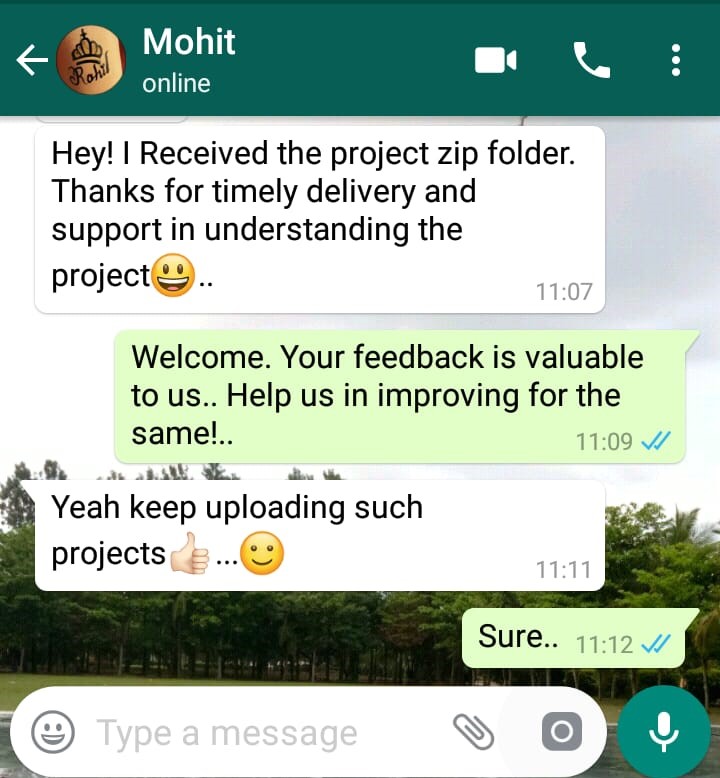 Mohit
Rohit
online
Hey! I Received the project zip folder.
Thanks for timely delivery and
support in understanding the
project😃..
11:07
Welcome. Your feedback is valuable
to us.. Help us in improving for the
same!..
11:09
Yeah keep uploading such
projects👍🏻...🙂
11:11
Sure.. 11:12
Type a message